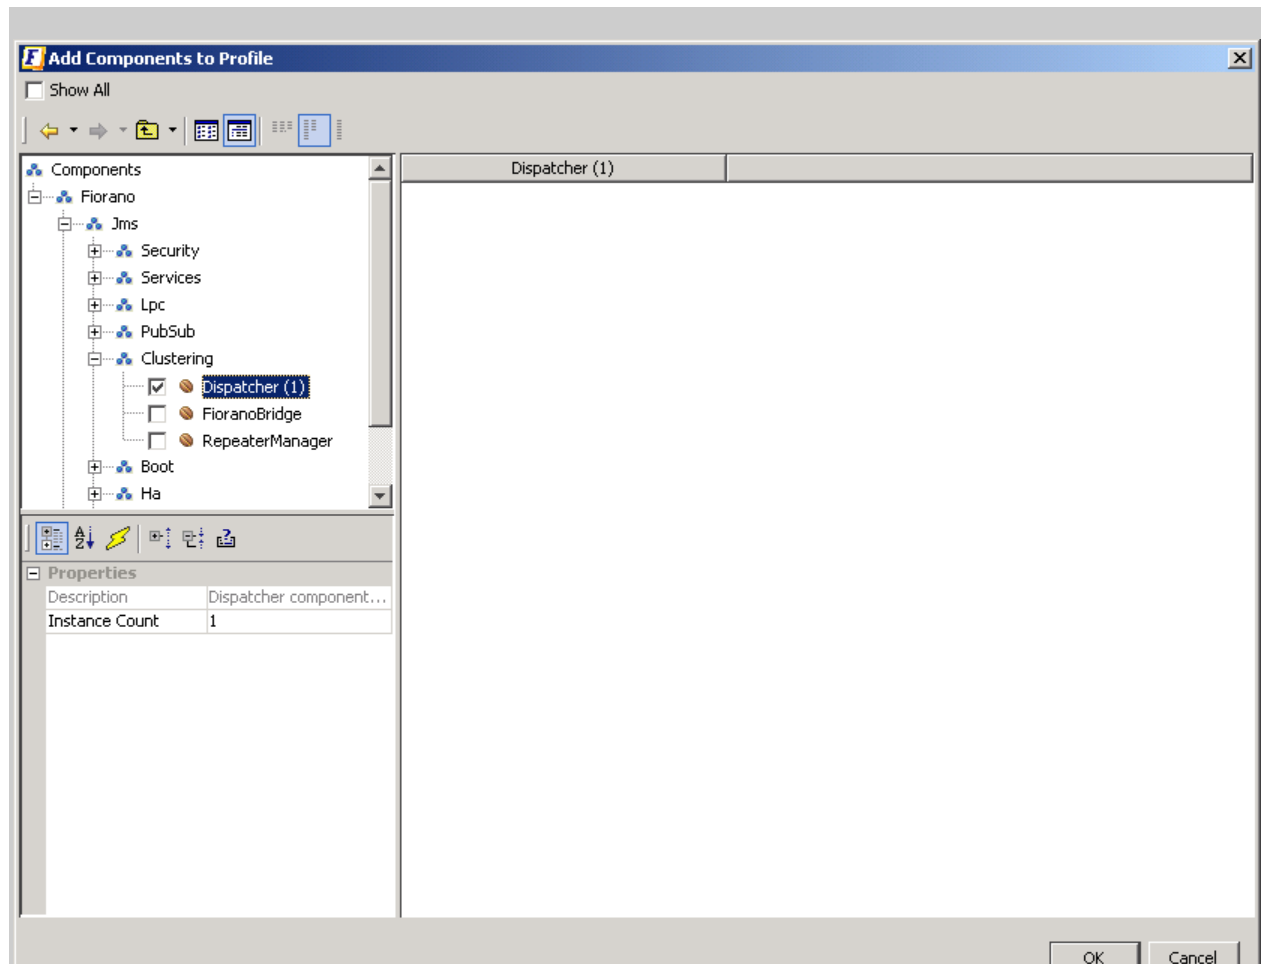 Add Components to Profile
Show All
Components
Fiorano
Jms
Security
Services
Lpc
PubSub
Clustering
Dispatcher (1)
FioranoBridge
RepeaterManager
Boot
Ha
Dispatcher (1)
Properties
Description Dispatcher component...
Instance Count 1
OK Cancel